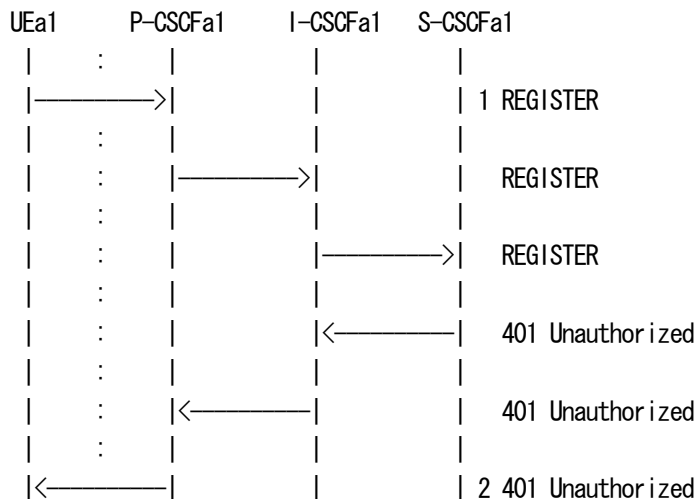 UEa1 P-CSCFa1 I-CSCFa1 S-CSCFa1
1 REGISTER
REGISTER
REGISTER
401 Unauthorized
401 Unauthorized
2 401 Unauthorized